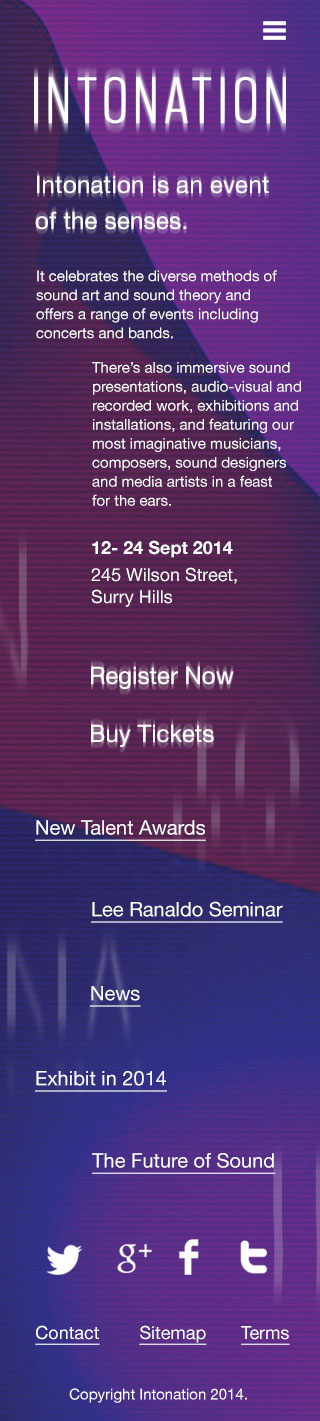 INTONATION
Intonation is an event
of the senses.
It celebrates the diverse methods of
sound art and sound theory and
offers a range of events including
concerts and bands.
There's also immersive sound
presentations, audio-visual and
recorded work, exhibitions and
installations, and featuring our
most imaginative musicians,
composers, sound designers
and media artists in a feast
for the ears.
12- 24 Sept 2014
245 Wilson Street,
Surry Hills
Register Now
Buy Tickets
New Talent Awards
Lee Ranaldo Seminar
News
Exhibit in 2014
The Future of Sound
g+ f t
Contact Sitemap Terms
Copyright Intonation 2014.